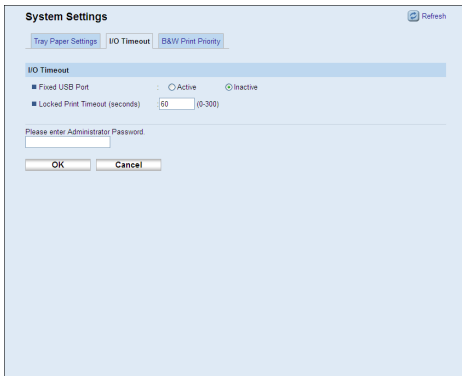 System Settings
Refresh
Tray Paper Settings I/O Timeout B&W Print Priority
I/O Timeout
Fixed USB Port : Active Inactive
Locked Print Timeout (seconds) : 60 (0-300)
Please enter Administrator Password.
OK Cancel